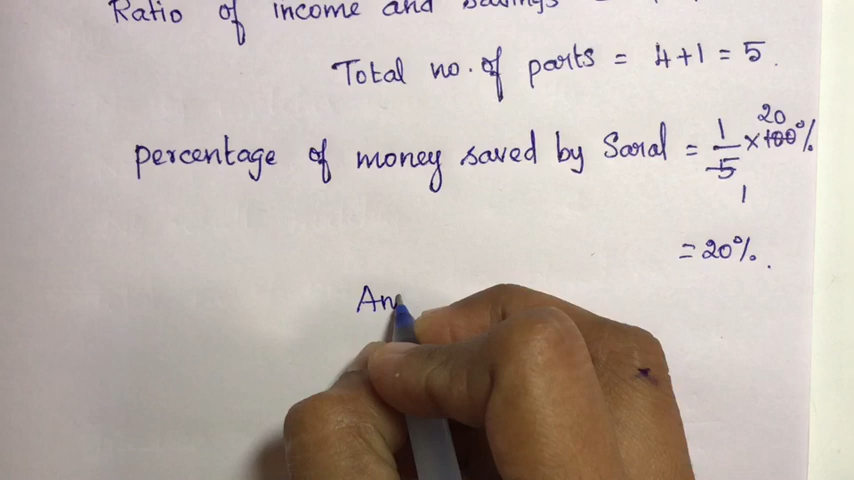 Ratio of income and savings =
Total no. of parts = 4+1 = 5.
percentage of money saved by Saral = 1/5 × 100% 20 1
= 20%.
An